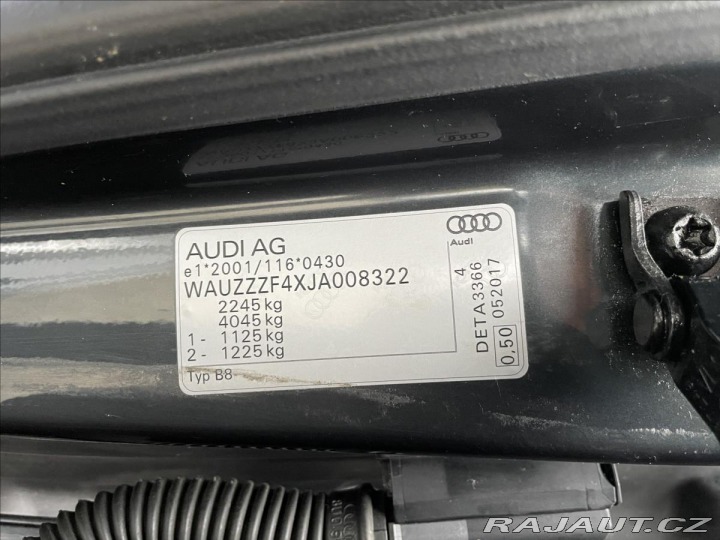 AUDI AG
e1*2001/116*0430
WAUZZZF4XJA008322
2245 kg
4045 kg
1 - 1125 kg
2 - 1225 kg
Typ B8
Audi
4
DETA3366
0,50 052017
RAJAUT.CZ